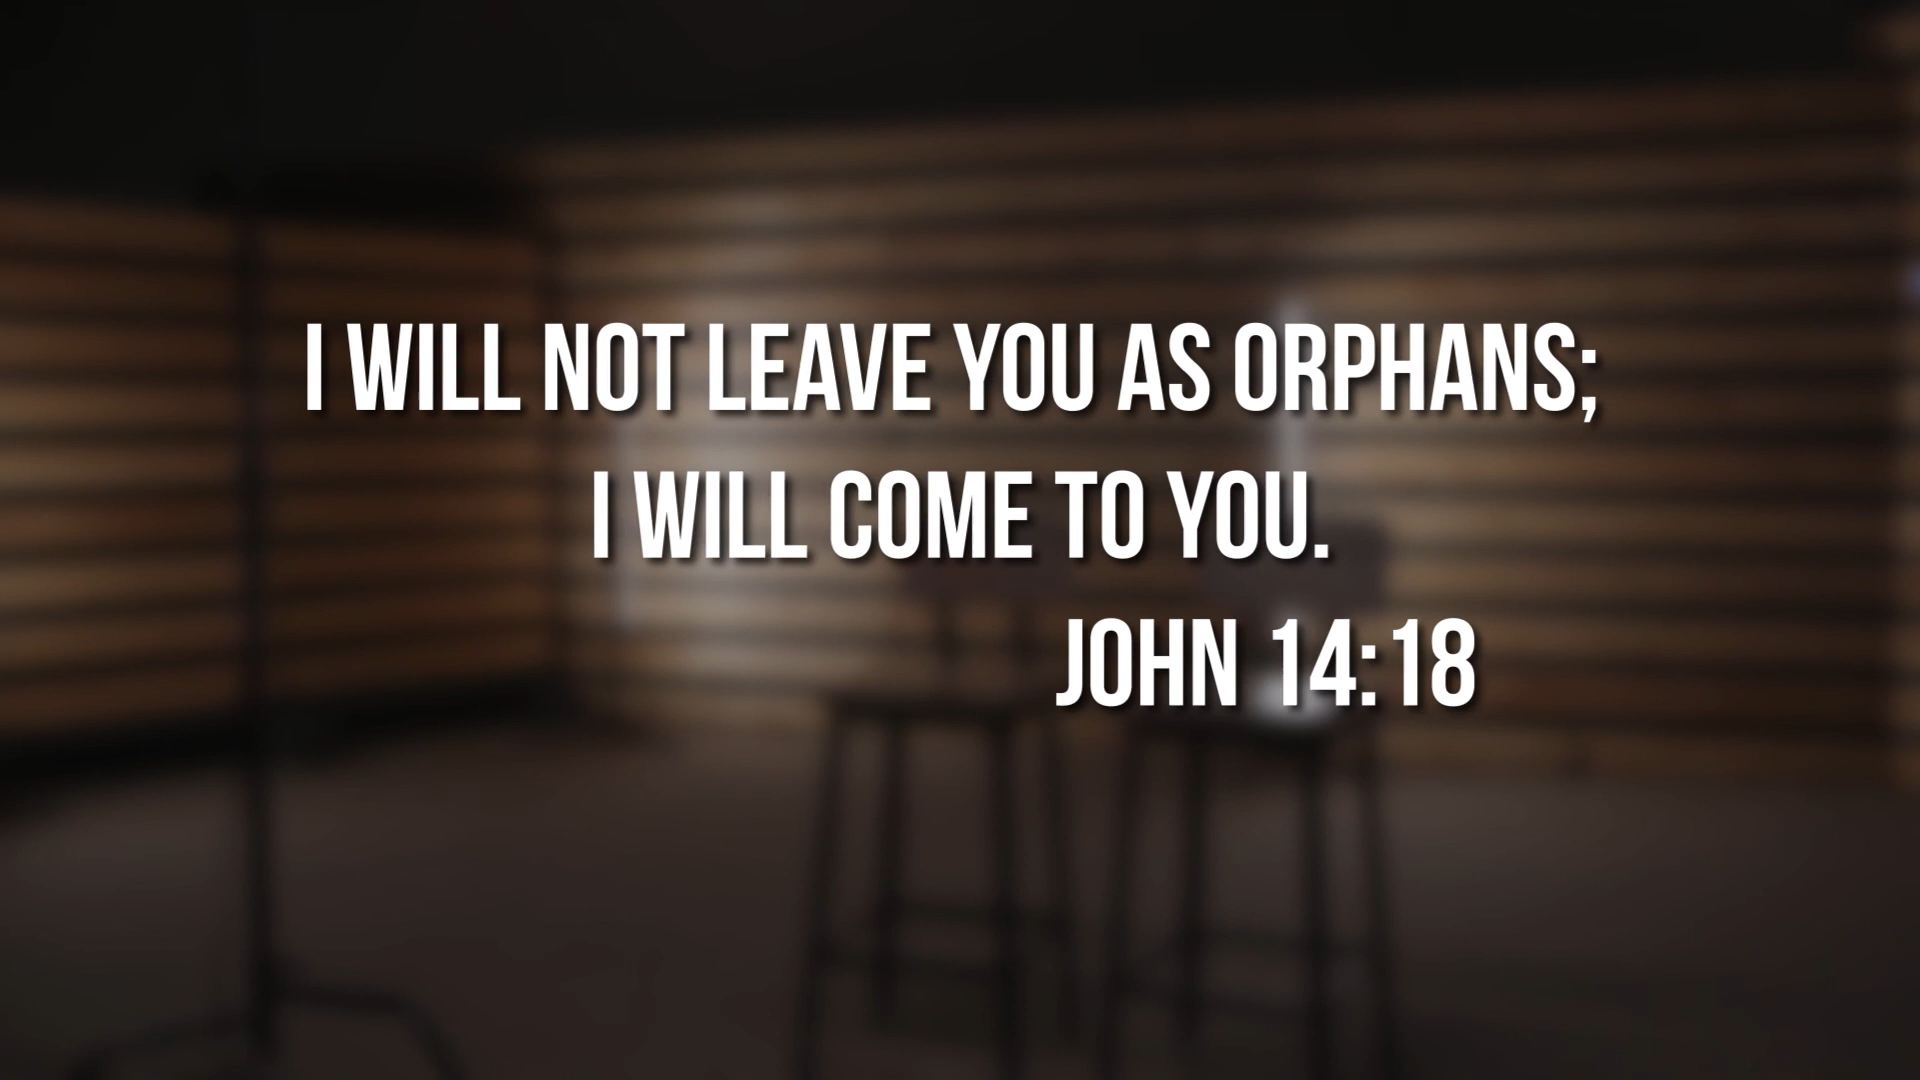 I WILL NOT LEAVE YOU AS ORPHANS;
I WILL COME TO YOU.
JOHN 14:18